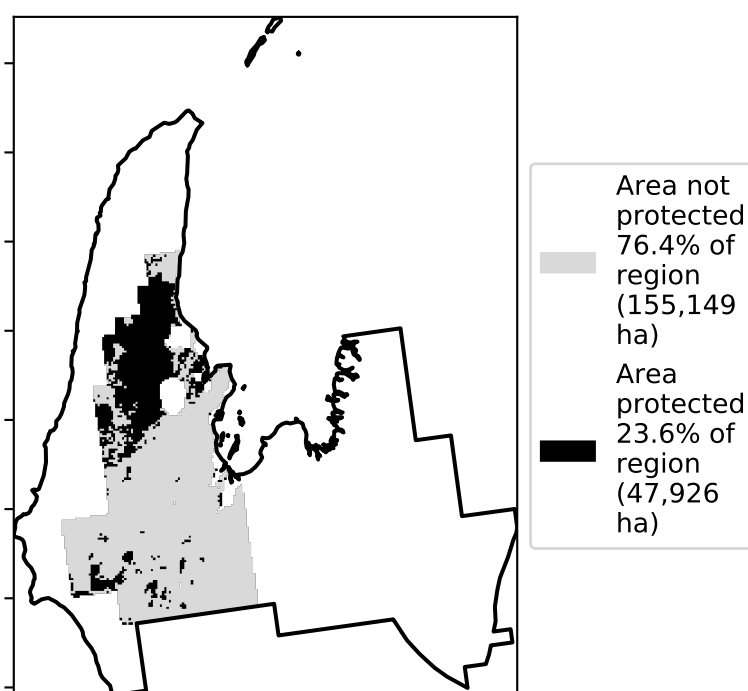 Area not
protected
76.4% of
region
(155,149
ha)
Area
protected
23.6% of
region
(47,926
ha)